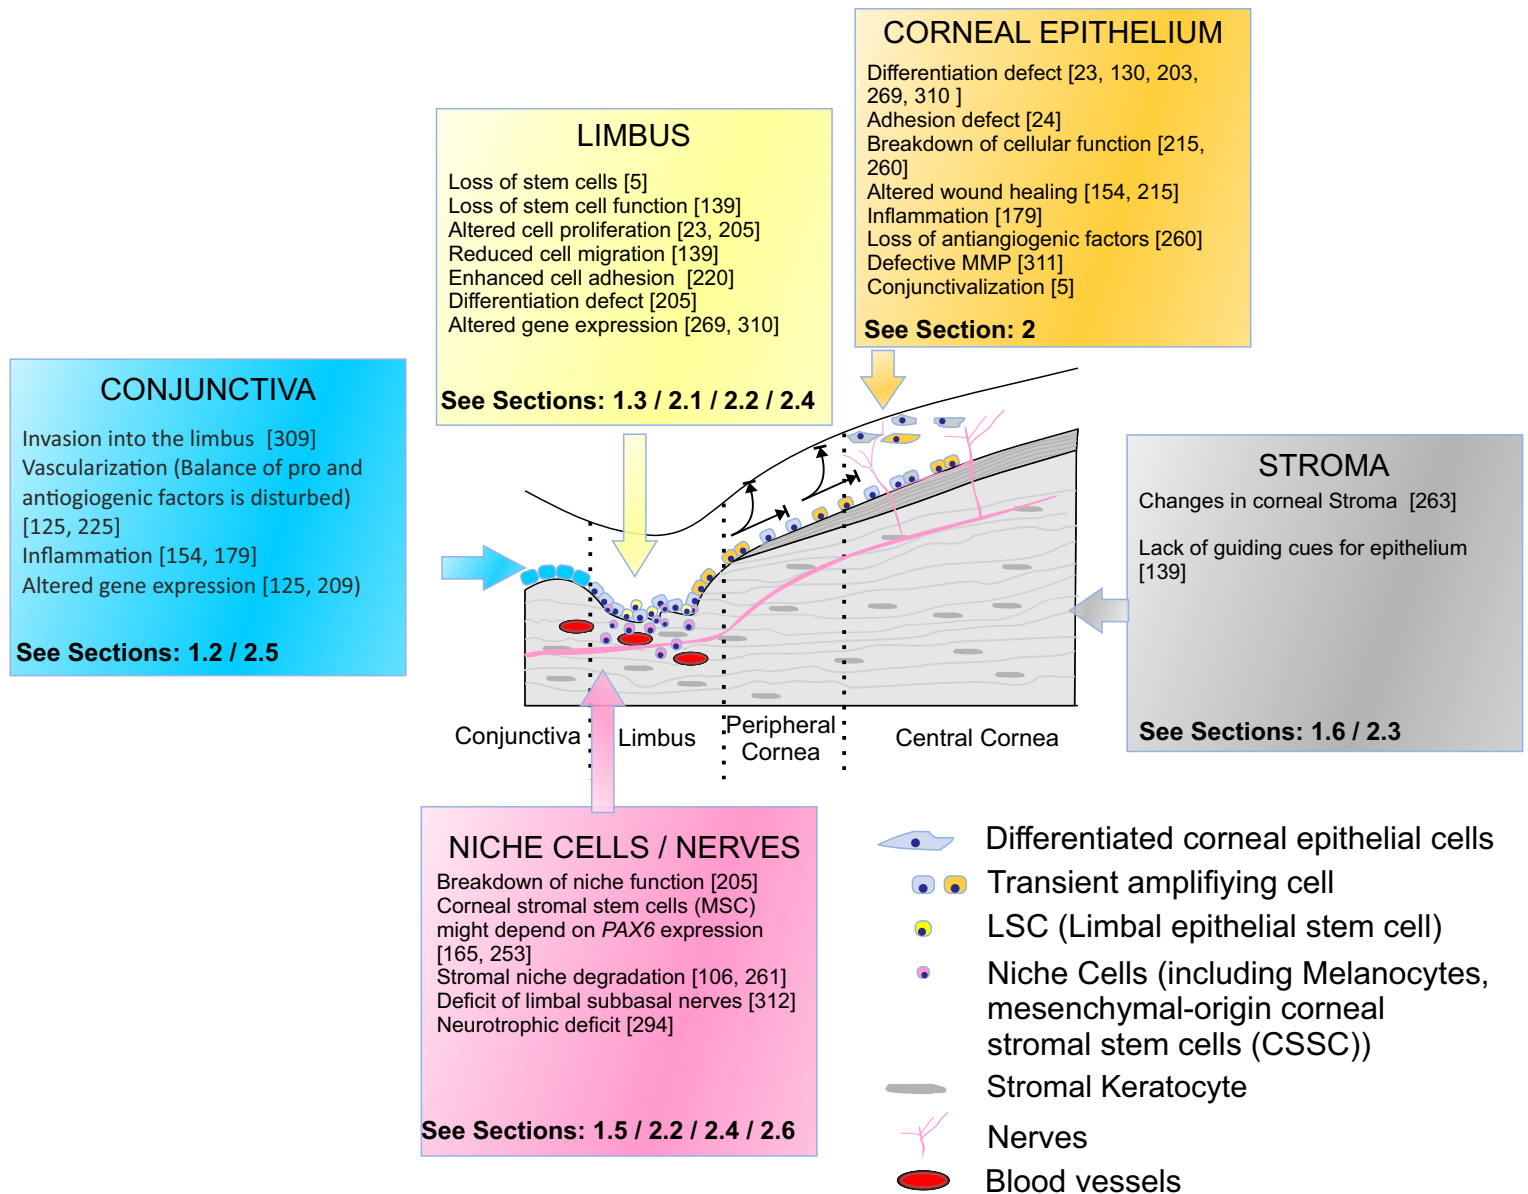 CORNEAL EPITHELIUM
Differentiation defect [23, 130, 203,
269, 310 ]
Adhesion defect [24]
Breakdown of cellular function [215,
260]
Altered wound healing [154, 215]
Inflammation [179]
Loss of antiangiogenic factors [260]
Defective MMP [311]
Conjunctivalization [5]
See Section: 2
LIMBUS
Loss of stem cells [5]
Loss of stem cell function [139]
Altered cell proliferation [23, 205]
Reduced cell migration [139]
Enhanced cell adhesion [220]
Differentiation defect [205]
Altered gene expression [269, 310]
See Sections: 1.3 / 2.1 / 2.2 / 2.4
CONJUNCTIVA
Invasion into the limbus [309]
Vascularization (Balance of pro and
antiogiogenic factors is disturbed)
[125, 225]
Inflammation [154, 179]
Altered gene expression [125, 209)
See Sections: 1.2 / 2.5
STROMA
Changes in corneal Stroma [263]
Lack of guiding cues for epithelium
[139]
See Sections: 1.6 / 2.3
Conjunctiva
Limbus
Peripheral
Cornea
Central Cornea
NICHE CELLS / NERVES
Breakdown of niche function [205]
Corneal stromal stem cells (MSC)
might depend on PAX6 expression
[165, 253]
Stromal niche degradation [106, 261]
Deficit of limbal subbasal nerves [312]
Neurotrophic deficit [294]
See Sections: 1.5 / 2.2 / 2.4 / 2.6
Differentiated corneal epithelial cells
Transient amplifiying cell
LSC (Limbal epithelial stem cell)
Niche Cells (including Melanocytes,
mesenchymal-origin corneal
stromal stem cells (CSSC))
Stromal Keratocyte
Nerves
Blood vessels